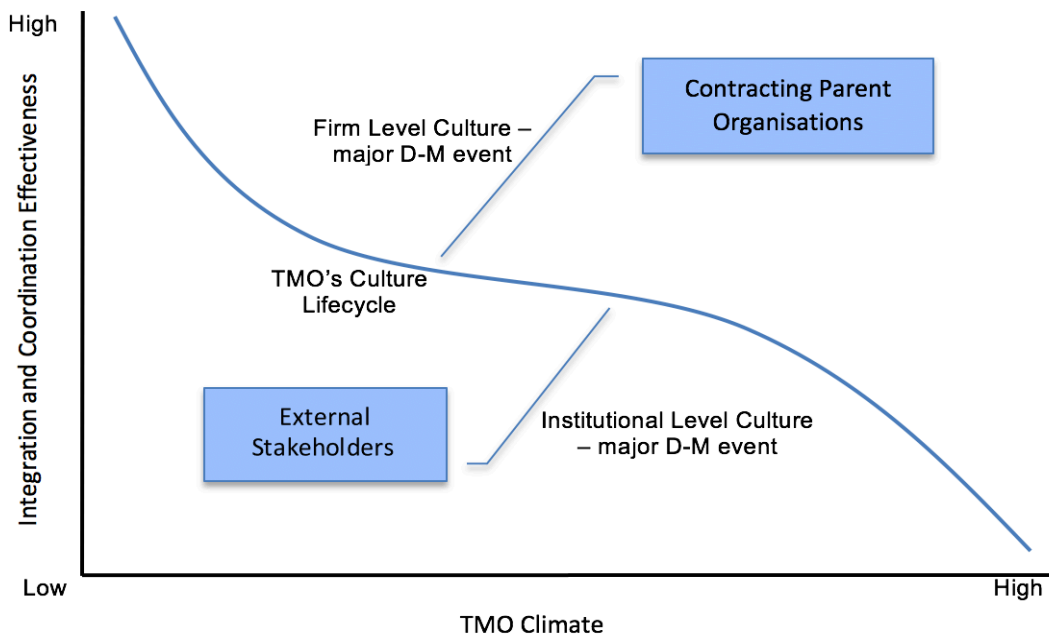 High
Integration and Coordination Effectiveness
Contracting Parent
Organisations
Firm Level Culture –
major D-M event
TMO’s Culture
Lifecycle
External
Stakeholders
Institutional Level Culture
– major D-M event
Low
High
TMO Climate